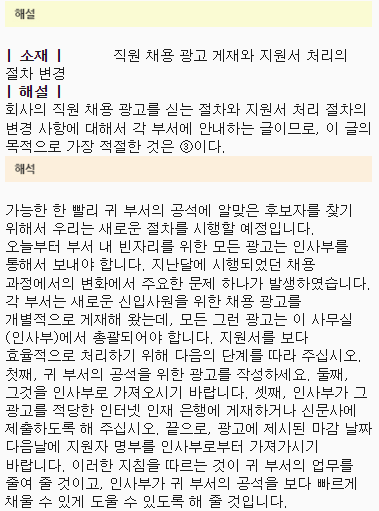 해설
| 소재 | 직원 채용 광고 게재와 지원서 처리의
절차 변경
| 해설 |
회사의 직원 채용 광고를 싣는 절차와 지원서 처리 절차의
변경 사항에 대해서 각 부서에 안내하는 글이므로, 이 글의
목적으로 가장 적절한 것은 ③이다.
해석
가능한 한 빨리 귀 부서의 공석에 알맞은 후보자를 찾기
위해서 우리는 새로운 절차를 시행할 예정입니다.
오늘부터 부서 내 빈자리를 위한 모든 광고는 인사부를
통해서 보내야 합니다. 지난달에 시행되었던 채용
과정에서의 변화에서 주요한 문제 하나가 발생하였습니다.
각 부서는 새로운 신입사원을 위한 채용 광고를
개별적으로 게재해 왔는데, 모든 그런 광고는 이 사무실
(인사부)에서 총괄되어야 합니다. 지원서를 보다
효율적으로 처리하기 위해 다음의 단계를 따라 주십시오.
첫째, 귀 부서의 공석을 위한 광고를 작성하세요. 둘째,
그것을 인사부로 가져오시기 바랍니다. 셋째, 인사부가 그
광고를 적당한 인터넷 인재 은행에 게재하거나 신문사에
제출하도록 해 주십시오. 끝으로, 광고에 제시된 마감 날짜
다음날에 지원자 명부를 인사부로부터 가져가시기
바랍니다. 이러한 지침을 따르는 것이 귀 부서의 업무를
줄여 줄 것이고, 인사부가 귀 부서의 공석을 보다 빠르게
채울 수 있게 도울 수 있도록 해 줄 것입니다.